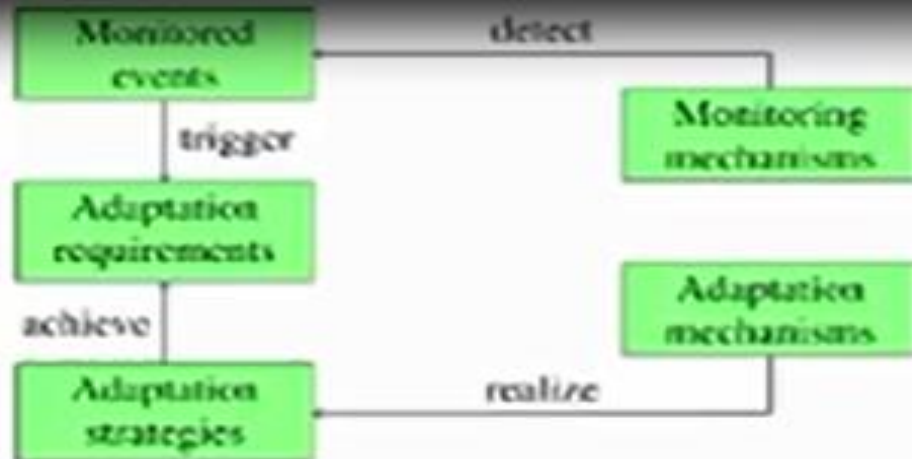 Monitored
events
detect
trigger
Monitoring
mechanisms
Adaptation
requirements
achieve
Adaptation
mechanisms
Adaptation
strategies
realize